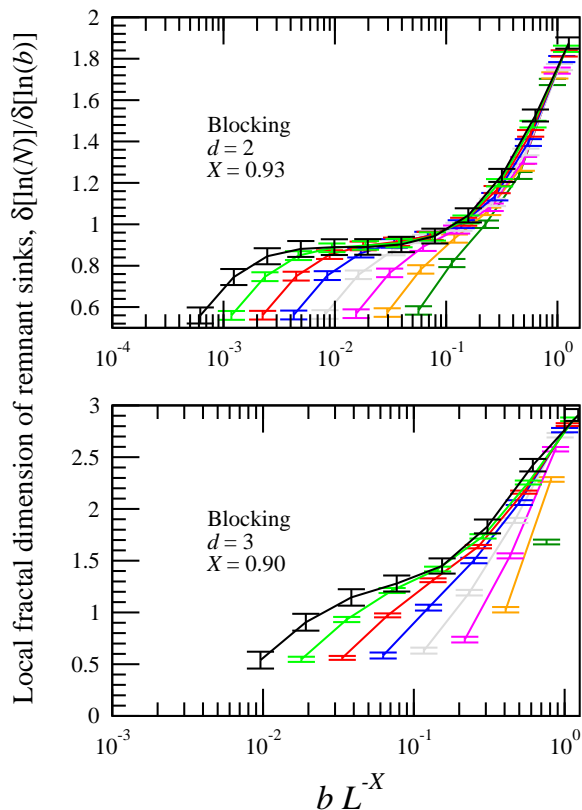 Local fractal dimension of remnant sinks, δ[ln(N)]/δ[ln(b)]
2
1.8
1.6
1.4
1.2
1
0.8
0.6
Blocking
d = 2
X = 0.93
10^-4 10^-3 10^-2 10^-1 10^0
3
2.5
2
1.5
1
0.5
0
Blocking
d = 3
X = 0.90
10^-3 10^-2 10^-1 10^0
b L^-X